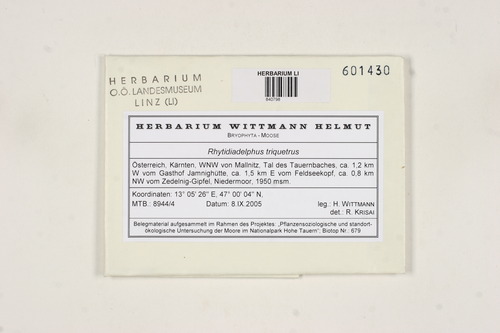 HERBARIUM
O.Ö. LANDESMUSEUM
LINZ (LI)
HERBARIUM LI
601430
HERBARIUM WITTMANN HELMUT
BRYOPHYTA - MOOSE
Rhytidiadelphus triquetrus
Österreich, Kärnten, WNW von Mallnitz, Tal des Tauernbaches, ca. 1,2 km
W vom Gasthof Jamnighütte, ca. 1,5 km E vom Feldseekopf, ca. 0,8 km
NW vom Zedelnig-Gipfel, Niedermoor, 1950 msm.
Koordinaten: 13° 05' 26" E, 47° 00' 04" N.
MTB.: 8944/4 Datum: 8.IX.2005 leg.: H. WITTMANN
det.: R. KRISAI
Belegmaterial aufgesammelt im Rahmen des Projektes: „Pflanzensoziologische und standort-
ökologische Untersuchung der Moore im Nationalpark Hohe Tauern"; Biotop Nr.: 679